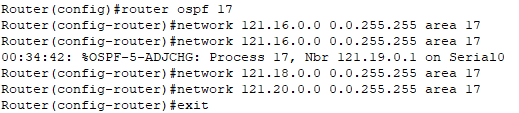 Router(config)#router ospf 17
Router(config-router)#network 121.16.0.0 0.0.255.255 area 17
Router(config-router)#network 121.16.0.0 0.0.255.255 area 17
00:34:42: %OSPF-5-ADJCHG: Process 17, Nbr 121.19.0.1 on Serial0
Router(config-router)#network 121.18.0.0 0.0.255.255 area 17
Router(config-router)#network 121.20.0.0 0.0.255.255 area 17
Router(config-router)#exit